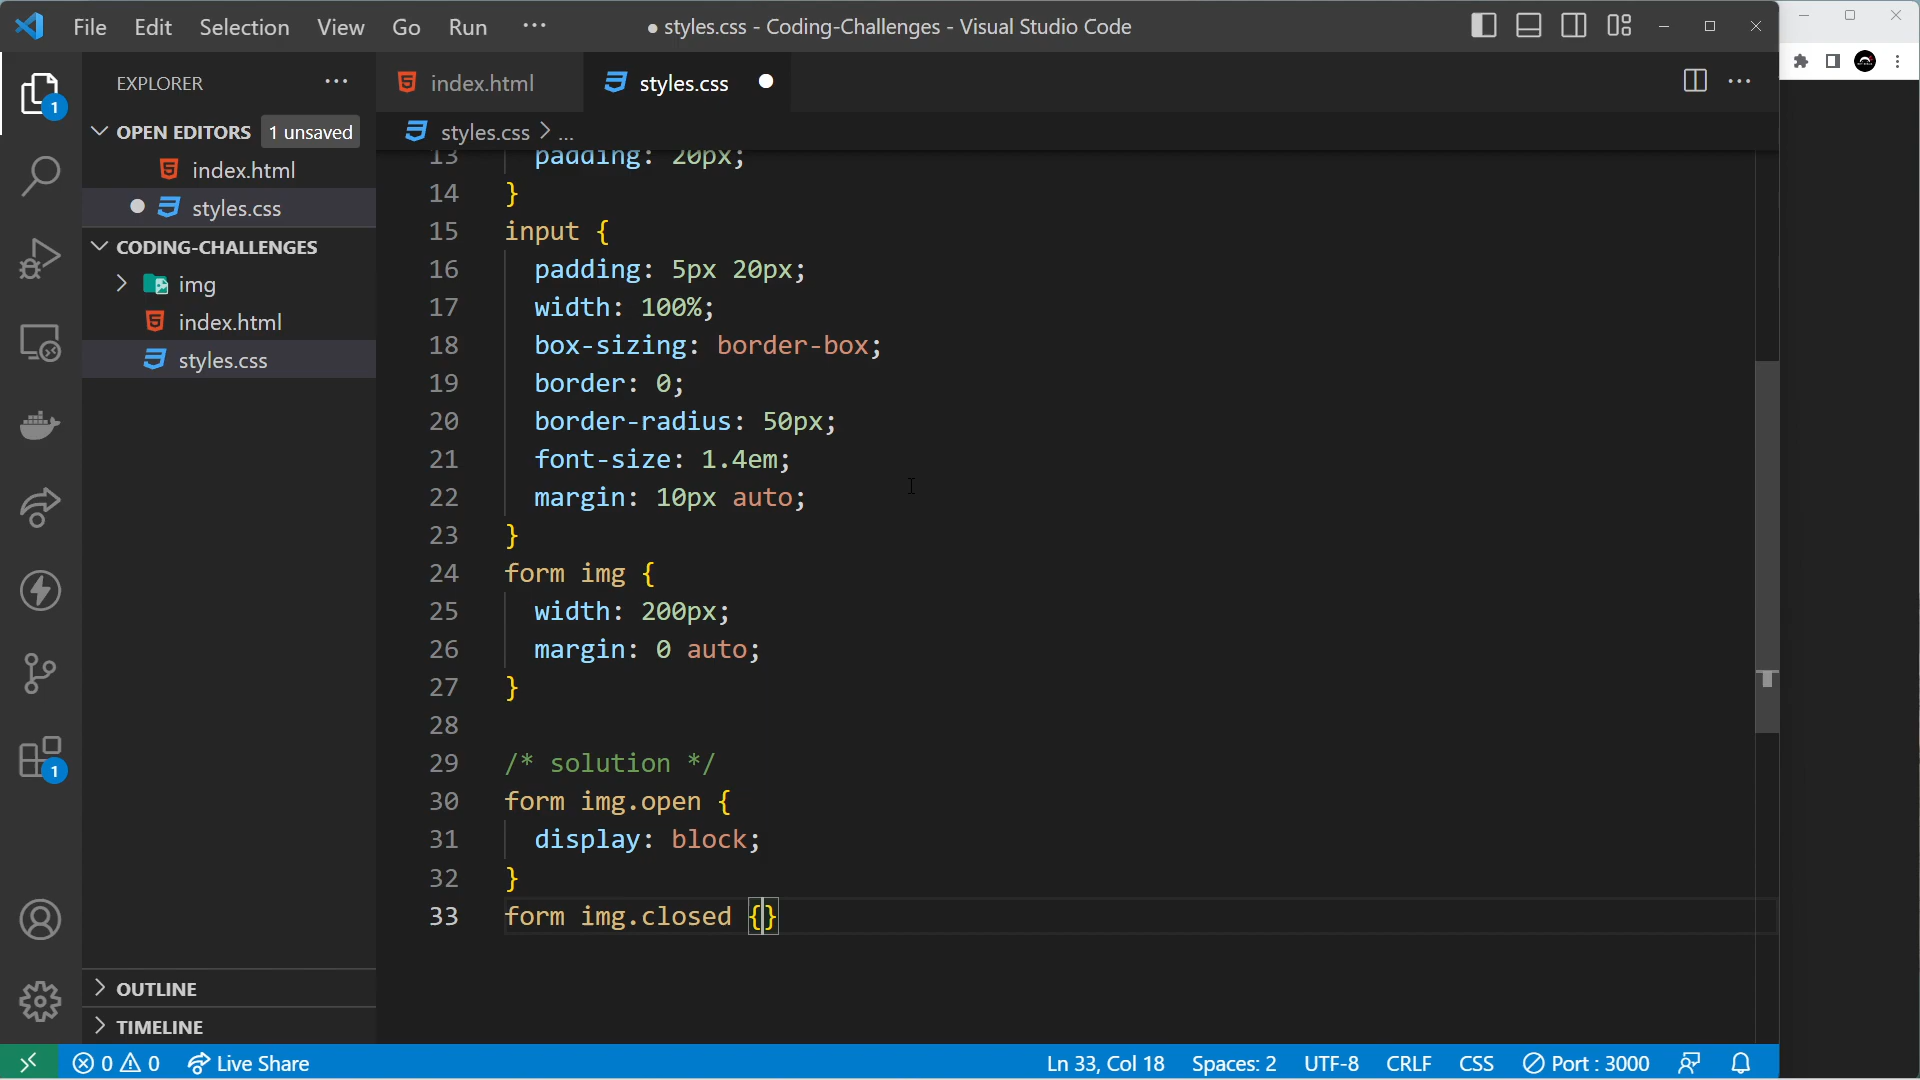 File Edit Selection View Go Run ···
● styles.css - Coding-Challenges - Visual Studio Code
EXPLORER ···
OPEN EDITORS 1 unsaved
index.html
styles.css
CODING-CHALLENGES
img
index.html
styles.css
OUTLINE
TIMELINE
1
1
index.html styles.css
styles.css > ...
13 padding: 20px;
14 }
15 input {
16 padding: 5px 20px;
17 width: 100%;
18 box-sizing: border-box;
19 border: 0;
20 border-radius: 50px;
21 font-size: 1.4em;
22 margin: 10px auto;
23 }
24 form img {
25 width: 200px;
26 margin: 0 auto;
27 }
28
29 /* solution */
30 form img.open {
31 display: block;
32 }
33 form img.closed {}
0 0 Live Share Ln 33, Col 18 Spaces: 2 UTF-8 CRLF CSS Port : 3000